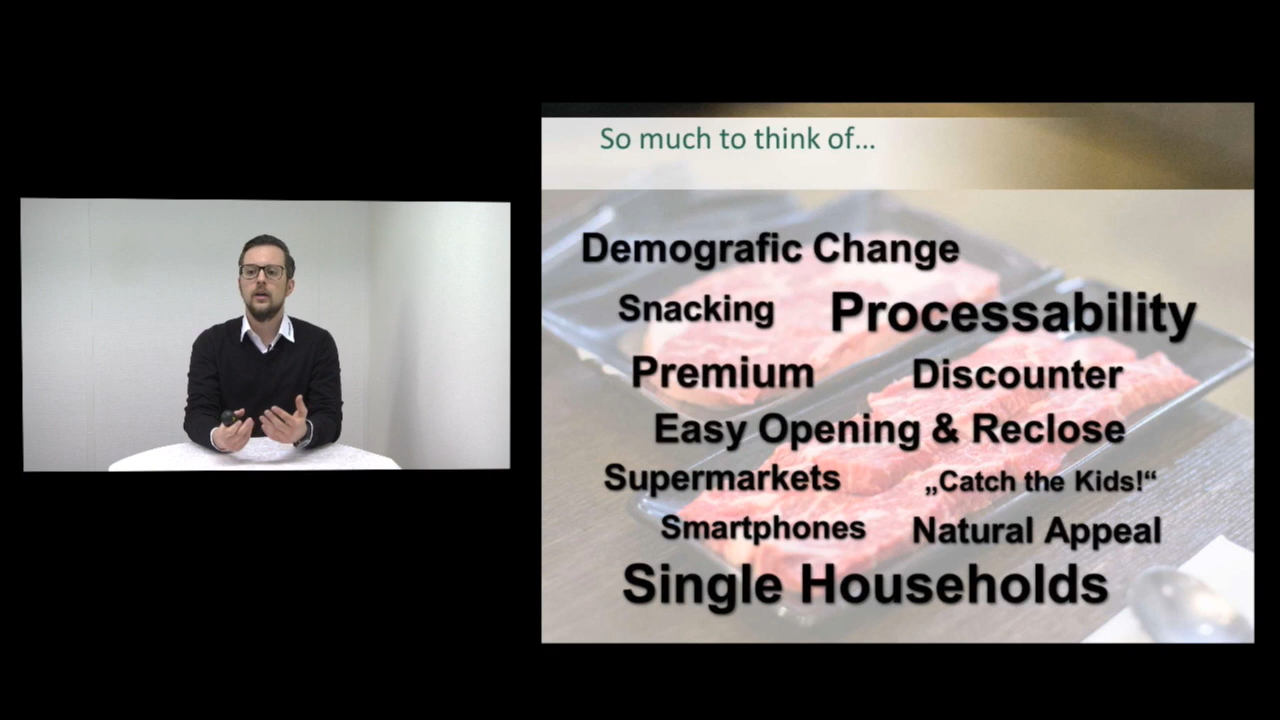 So much to think of...
Demografic Change
Snacking Processability
Premium Discounter
Easy Opening & Reclose
Supermarkets „Catch the Kids!“
Smartphones Natural Appeal
Single Households